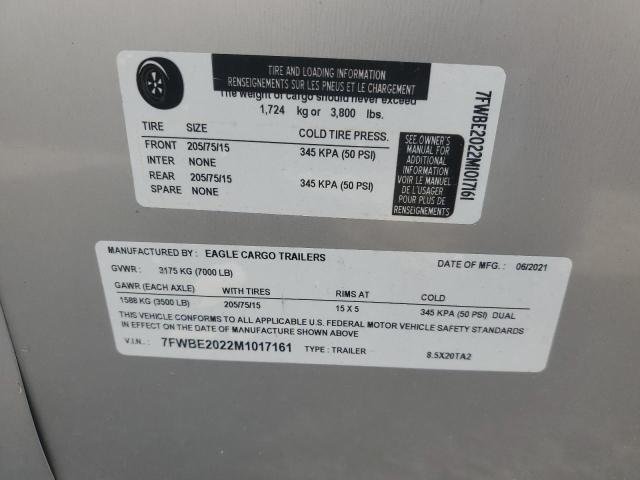 TIRE AND LOADING INFORMATION
RENSEIGNEMENTS SUR LES PNEUS ET LE CHARGEMENT
The weight of cargo should never exceed
1,724 kg or 3,800 lbs.
TIRE SIZE COLD TIRE PRESS.
FRONT 205/75/15 345 KPA (50 PSI)
INTER NONE
REAR 205/75/15 345 KPA (50 PSI)
SPARE NONE
SEE OWNER'S
MANUAL FOR
ADDITIONAL
INFORMATION
VOIR LE MANUEL
DE L'USAGER
POUR PLUS DE
RENSEIGNEMENTS
7FWBE2022M1017161
MANUFACTURED BY: EAGLE CARGO TRAILERS DATE OF MFG.: 06/2021
GVWR: 3175 KG (7000 LB)
GAWR (EACH AXLE) WITH TIRES RIMS AT COLD
1588 KG (3500 LB) 205/75/15 15 X 5 345 KPA (50 PSI) DUAL
THIS VEHICLE CONFORMS TO ALL APPLICABLE U.S. FEDERAL MOTOR VEHICLE SAFETY STANDARDS
IN EFFECT ON THE DATE OF MANUFACTURE SHOWN ABOVE
V.I.N.: 7FWBE2022M1017161 TYPE: TRAILER 8.5X20TA2